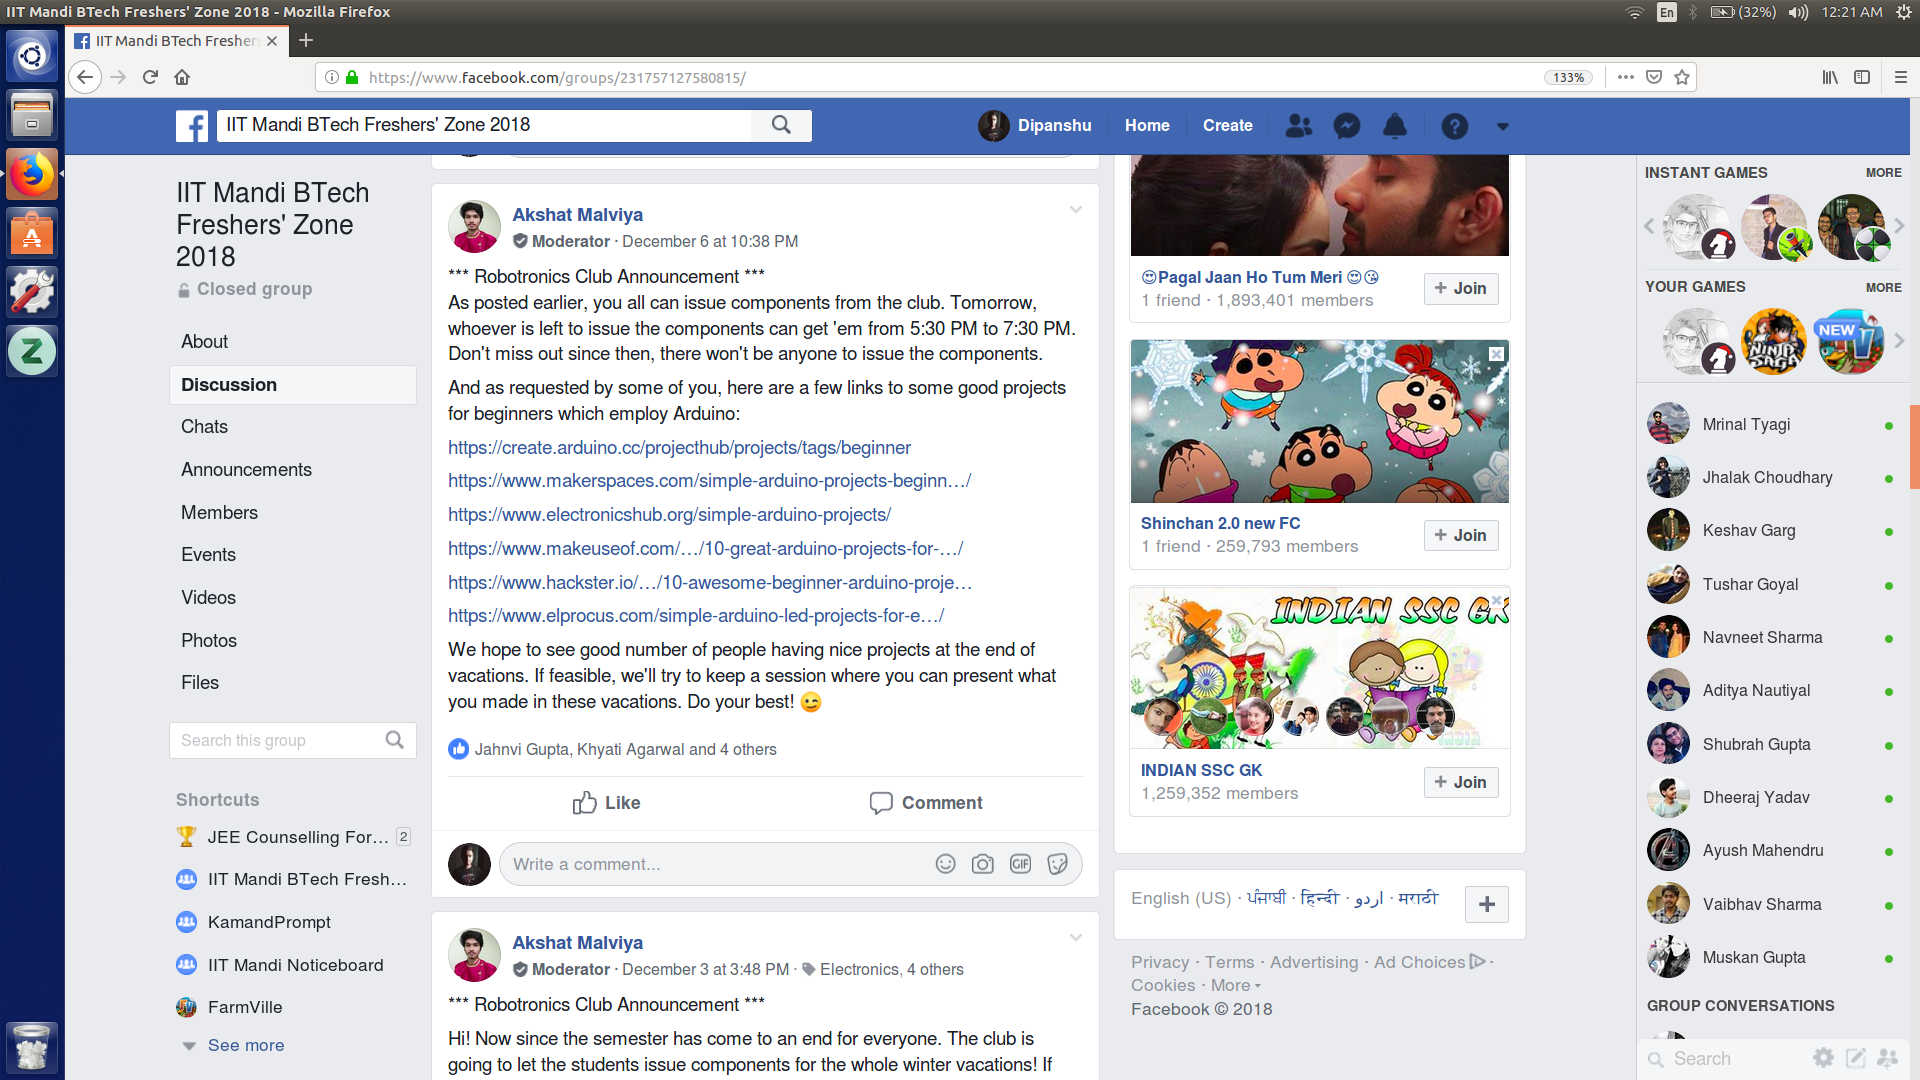 IIT Mandi BTech Freshers' Zone 2018 - Mozilla Firefox
En
(32%)
12:21 AM
IIT Mandi BTech Freshers
https://www.facebook.com/groups/231757127580815/
133%
IIT Mandi BTech Freshers' Zone 2018
Dipanshu
Home
Create
IIT Mandi BTech
Freshers' Zone
2018
Closed group
About
Discussion
Chats
Announcements
Members
Events
Videos
Photos
Files
Search this group
Shortcuts
JEE Counselling For... 2
IIT Mandi BTech Fresh...
KamandPrompt
IIT Mandi Noticeboard
FarmVille
See more
Akshat Malviya
Moderator · December 6 at 10:38 PM
*** Robotronics Club Announcement ***
As posted earlier, you all can issue components from the club. Tomorrow,
whoever is left to issue the components can get 'em from 5:30 PM to 7:30 PM.
Don't miss out since then, there won't be anyone to issue the components.
And as requested by some of you, here are a few links to some good projects
for beginners which employ Arduino:
https://create.arduino.cc/projecthub/projects/tags/beginner
https://www.makerspaces.com/simple-arduino-projects-beginn…/
https://www.electronicshub.org/simple-arduino-projects/
https://www.makeuseof.com/…/10-great-arduino-projects-for-…/
https://www.hackster.io/…/10-awesome-beginner-arduino-proje…
https://www.elprocus.com/simple-arduino-led-projects-for-e…/
We hope to see good number of people having nice projects at the end of
vacations. If feasible, we'll try to keep a session where you can present what
you made in these vacations. Do your best! 😉
Jahnvi Gupta, Khyati Agarwal and 4 others
Like
Comment
Write a comment...
GIF
Akshat Malviya
Moderator · December 3 at 3:48 PM · Electronics, 4 others
*** Robotronics Club Announcement ***
Hi! Now since the semester has come to an end for everyone. The club is
going to let the students issue components for the whole winter vacations! If
😍Pagal Jaan Ho Tum Meri 😍😘
1 friend · 1,893,401 members
+ Join
Shinchan 2.0 new FC
1 friend · 259,793 members
+ Join
INDIAN SSC GK
INDIA
INDIAN SSC GK
1,259,352 members
+ Join
English (US) · ਪੰਜਾਬੀ · हिन्दी · اردو · मराठी
Privacy · Terms · Advertising · Ad Choices ·
Cookies · More
Facebook © 2018
INSTANT GAMES
MORE
YOUR GAMES
MORE
NINJA SAGA
NEW
Mrinal Tyagi
Jhalak Choudhary
Keshav Garg
Tushar Goyal
Navneet Sharma
Aditya Nautiyal
Shubrah Gupta
Dheeraj Yadav
Ayush Mahendru
Vaibhav Sharma
Muskan Gupta
GROUP CONVERSATIONS
Search